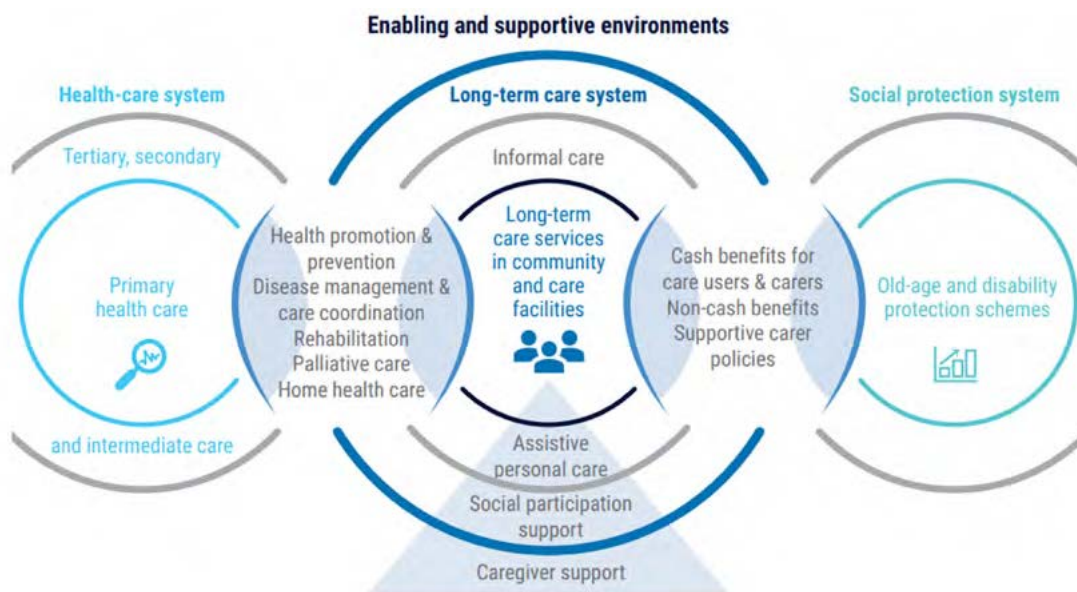 Enabling and supportive environments
Health-care system
Long-term care system
Social protection system
Tertiary, secondary
Primary
health care
and intermediate care
Health promotion &
prevention
Disease management &
care coordination
Rehabilitation
Palliative care
Home health care
Informal care
Long-term
care services
in community
and care
facilities
Assistive
personal care
Social participation
support
Caregiver support
Cash benefits for
care users & carers
Non-cash benefits
Supportive carer
policies
Old-age and disability
protection schemes